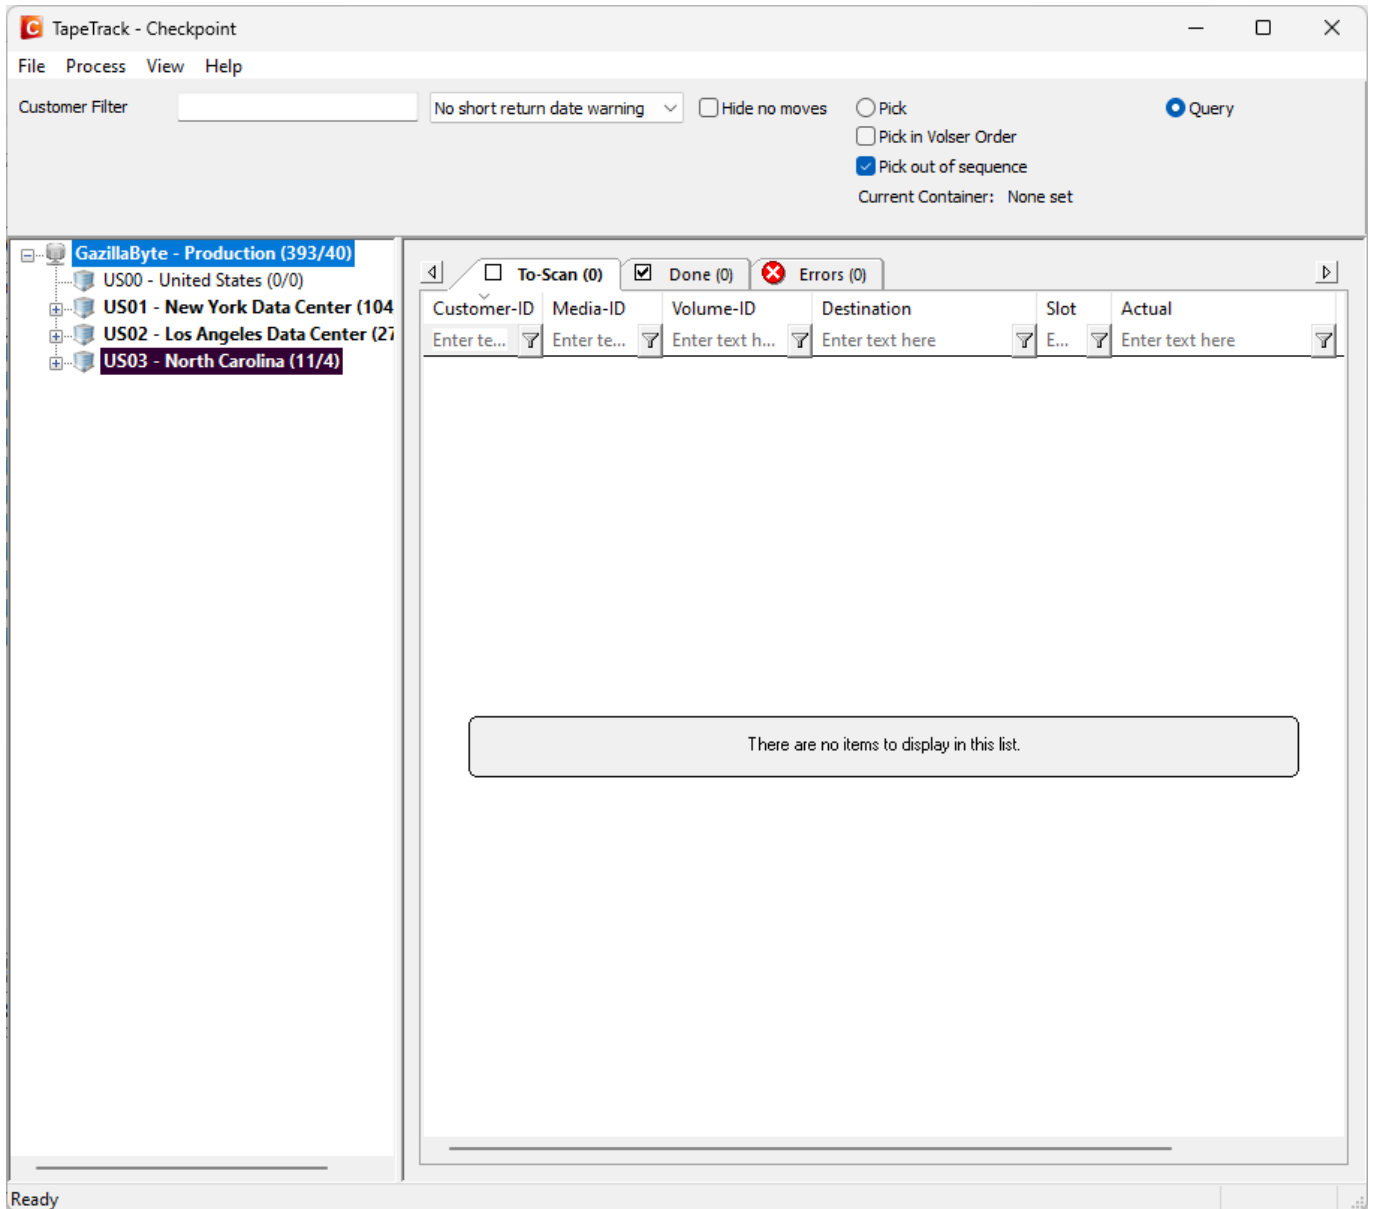 TapeTrack - Checkpoint
File Process View Help
Customer Filter No short return date warning Hide no moves Pick Query
Pick in Volser Order
Pick out of sequence
Current Container: None set
GazillaByte - Production (393/40)
US00 - United States (0/0)
US01 - New York Data Center (104
US02 - Los Angeles Data Center (27
US03 - North Carolina (11/4)
To-Scan (0) Done (0) Errors (0)
Customer-ID Media-ID Volume-ID Destination Slot Actual
Enter te... Enter te... Enter text h... Enter text here E... Enter text here
There are no items to display in this list.
Ready